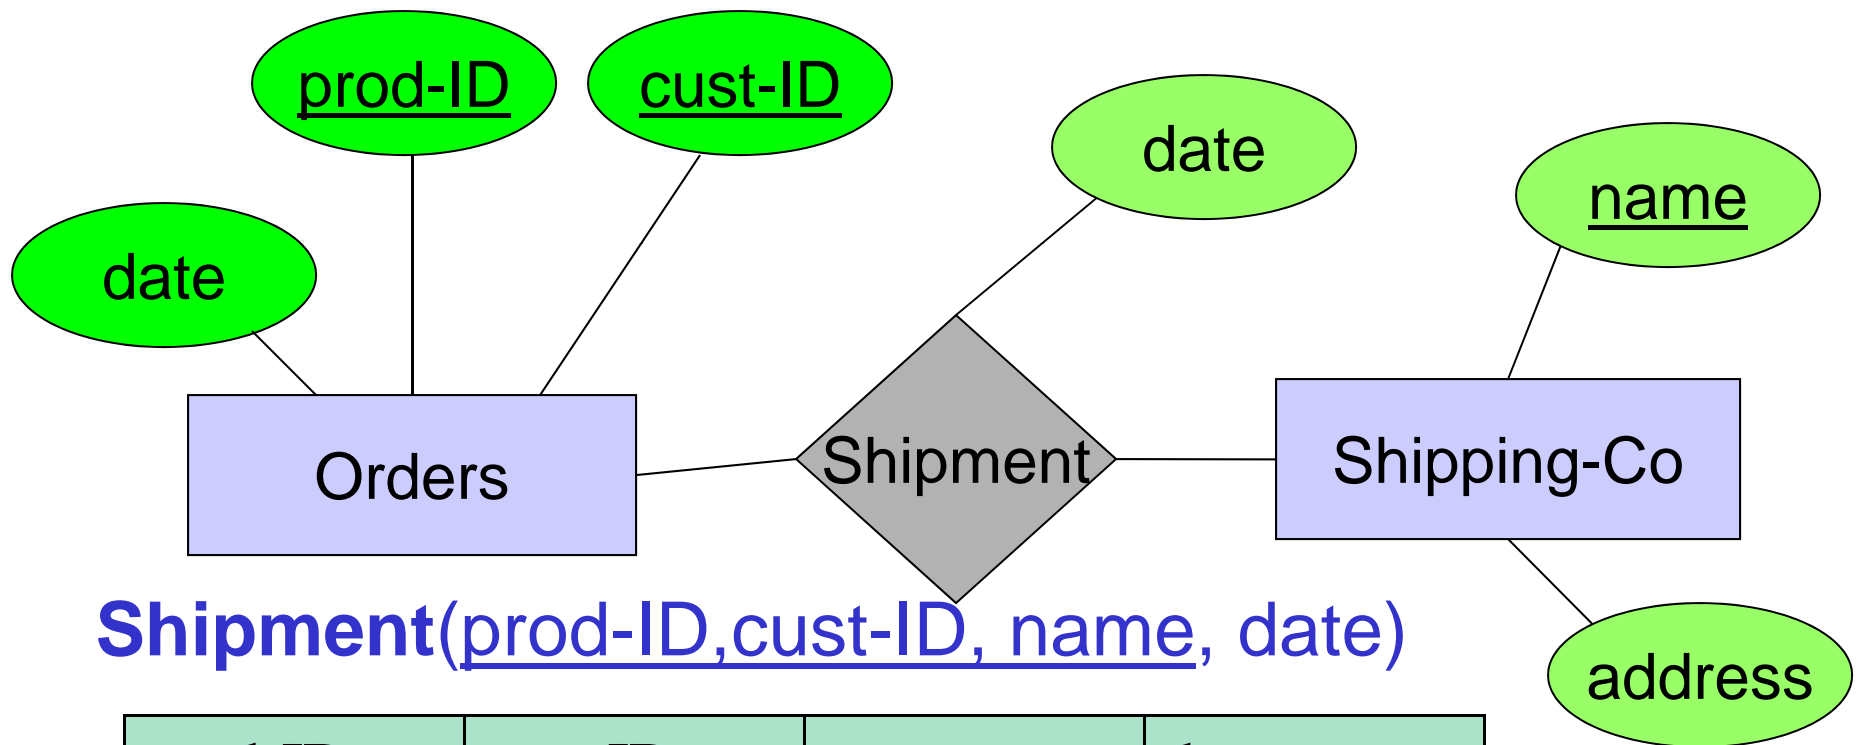 prod-ID
cust-ID
date
name
date
Orders
Shipment
Shipping-Co
Shipment(prod-ID,cust-ID, name, date)
address